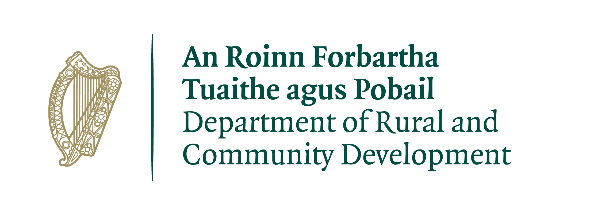 An Roinn Forbartha
Tuaithe agus Pobail
Department of Rural and
Community Development